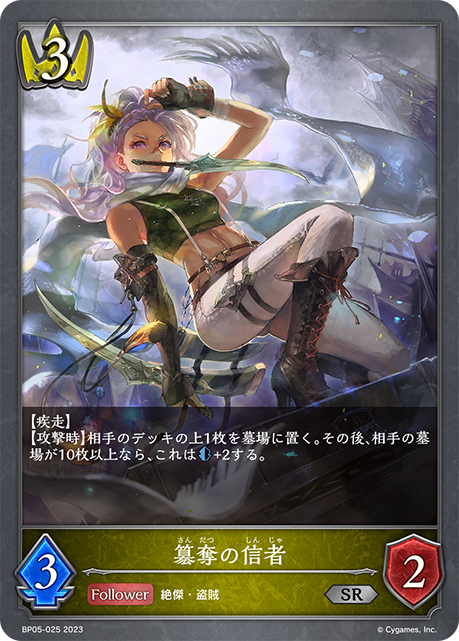 3
【疾走】
【攻撃時】相手のデッキの上1枚を墓場に置く。その後、相手の墓
場が10枚以上なら、これは+2する。
さんだつ しんじゃ
簒奪の信者
3
Follower 絶傑・盗賊
SR
2
BP05-025 2023
© Cygames, Inc.